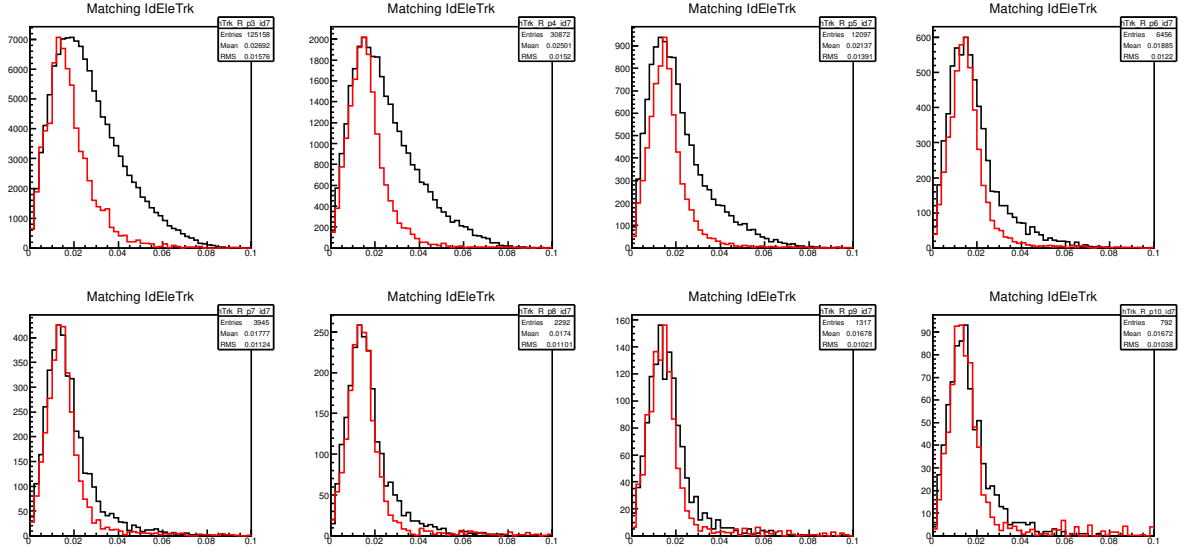 Matching IdEleTrk
hTrk_R_p3_id7
Entries 125158
Mean 0.02692
RMS 0.01576
7000
6000
5000
4000
3000
2000
1000
0
0 0.02 0.04 0.06 0.08 0.1
Matching IdEleTrk
hTrk_R_p4_id7
Entries 30872
Mean 0.02501
RMS 0.0152
2000
1800
1600
1400
1200
1000
800
600
400
200
0
0 0.02 0.04 0.06 0.08 0.1
Matching IdEleTrk
hTrk_R_p5_id7
Entries 12097
Mean 0.02137
RMS 0.01391
900
800
700
600
500
400
300
200
100
0
0 0.02 0.04 0.06 0.08 0.1
Matching IdEleTrk
hTrk_R_p6_id7
Entries 6456
Mean 0.01885
RMS 0.0122
600
500
400
300
200
100
0
0 0.02 0.04 0.06 0.08 0.1
Matching IdEleTrk
hTrk_R_p7_id7
Entries 3945
Mean 0.01777
RMS 0.01124
400
350
300
250
200
150
100
50
0
0 0.02 0.04 0.06 0.08 0.1
Matching IdEleTrk
hTrk_R_p8_id7
Entries 2292
Mean 0.0174
RMS 0.01101
250
200
150
100
50
0
0 0.02 0.04 0.06 0.08 0.1
Matching IdEleTrk
hTrk_R_p9_id7
Entries 1317
Mean 0.01678
RMS 0.01021
160
140
120
100
80
60
40
20
0
0 0.02 0.04 0.06 0.08 0.1
Matching IdEleTrk
hTrk_R_p10_id7
Entries 792
Mean 0.01672
RMS 0.01038
90
80
70
60
50
40
30
20
10
0
0 0.02 0.04 0.06 0.08 0.1